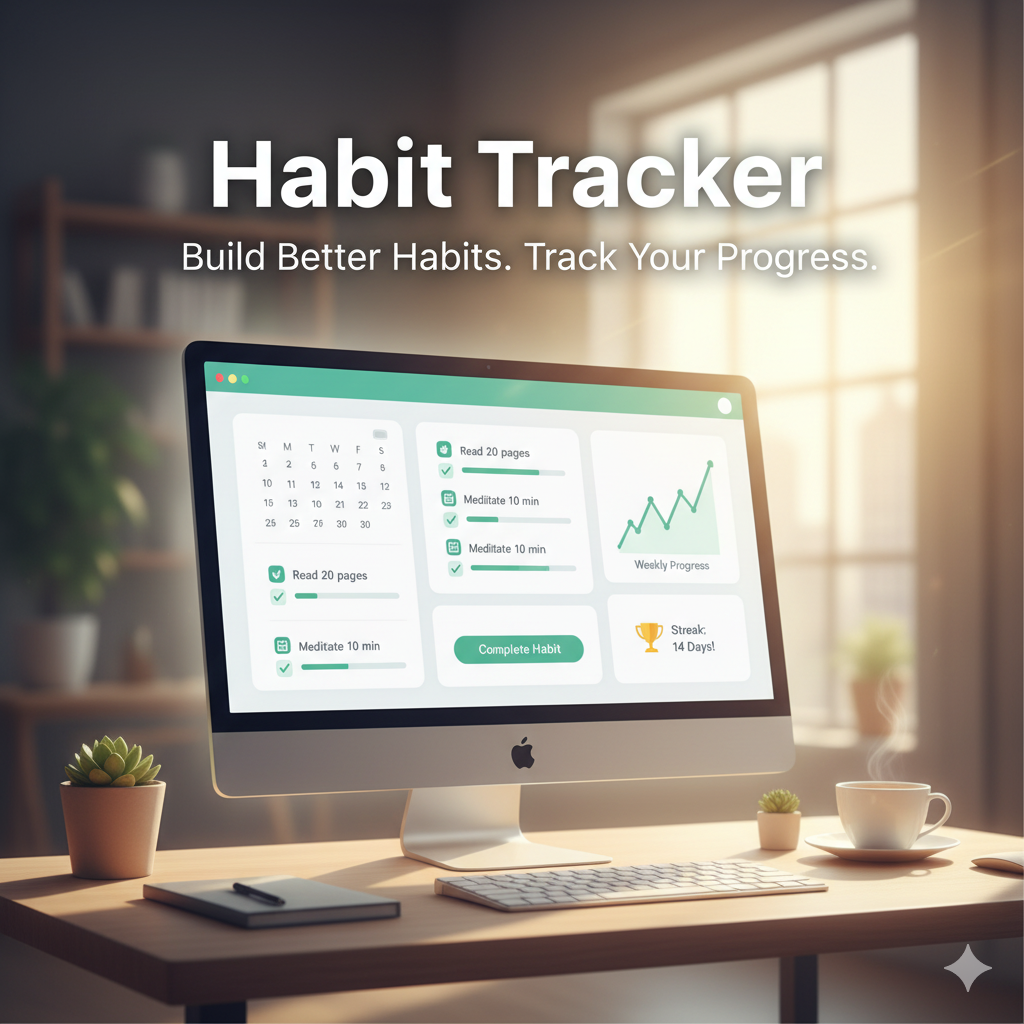 Habit Tracker
Build Better Habits. Track Your Progress.
S M T W F S
2 2 6 6 7 8
10 11 12 14 15 12
15 13 10 21 22 23
25 25 26 30 30
Read 20 pages
Meditate 10 min
Read 20 pages
Meditate 10 min
Meditate 10 min
Complete Habit
Weekly Progress
Streak:
14 Days!